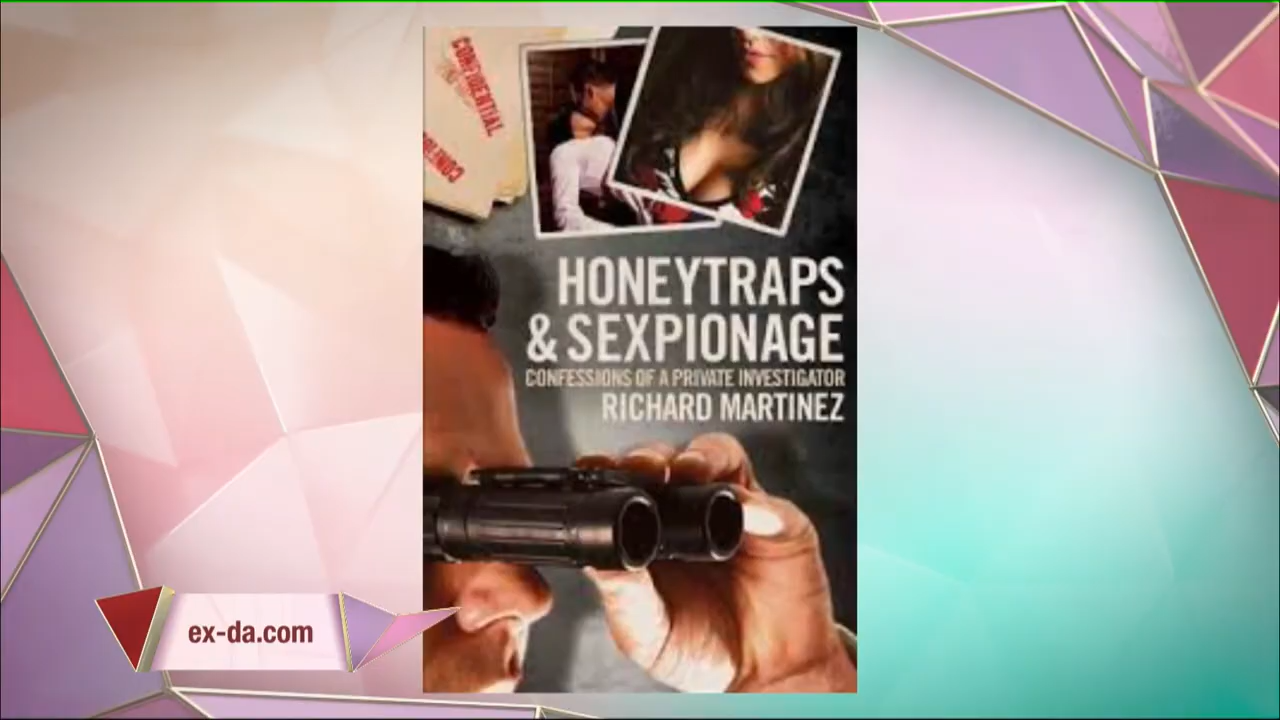 CONFIDENTIAL
HONEYTRAPS
& SEXPIONAGE
CONFESSIONS OF A PRIVATE INVESTIGATOR
RICHARD MARTINEZ
ex-da.com